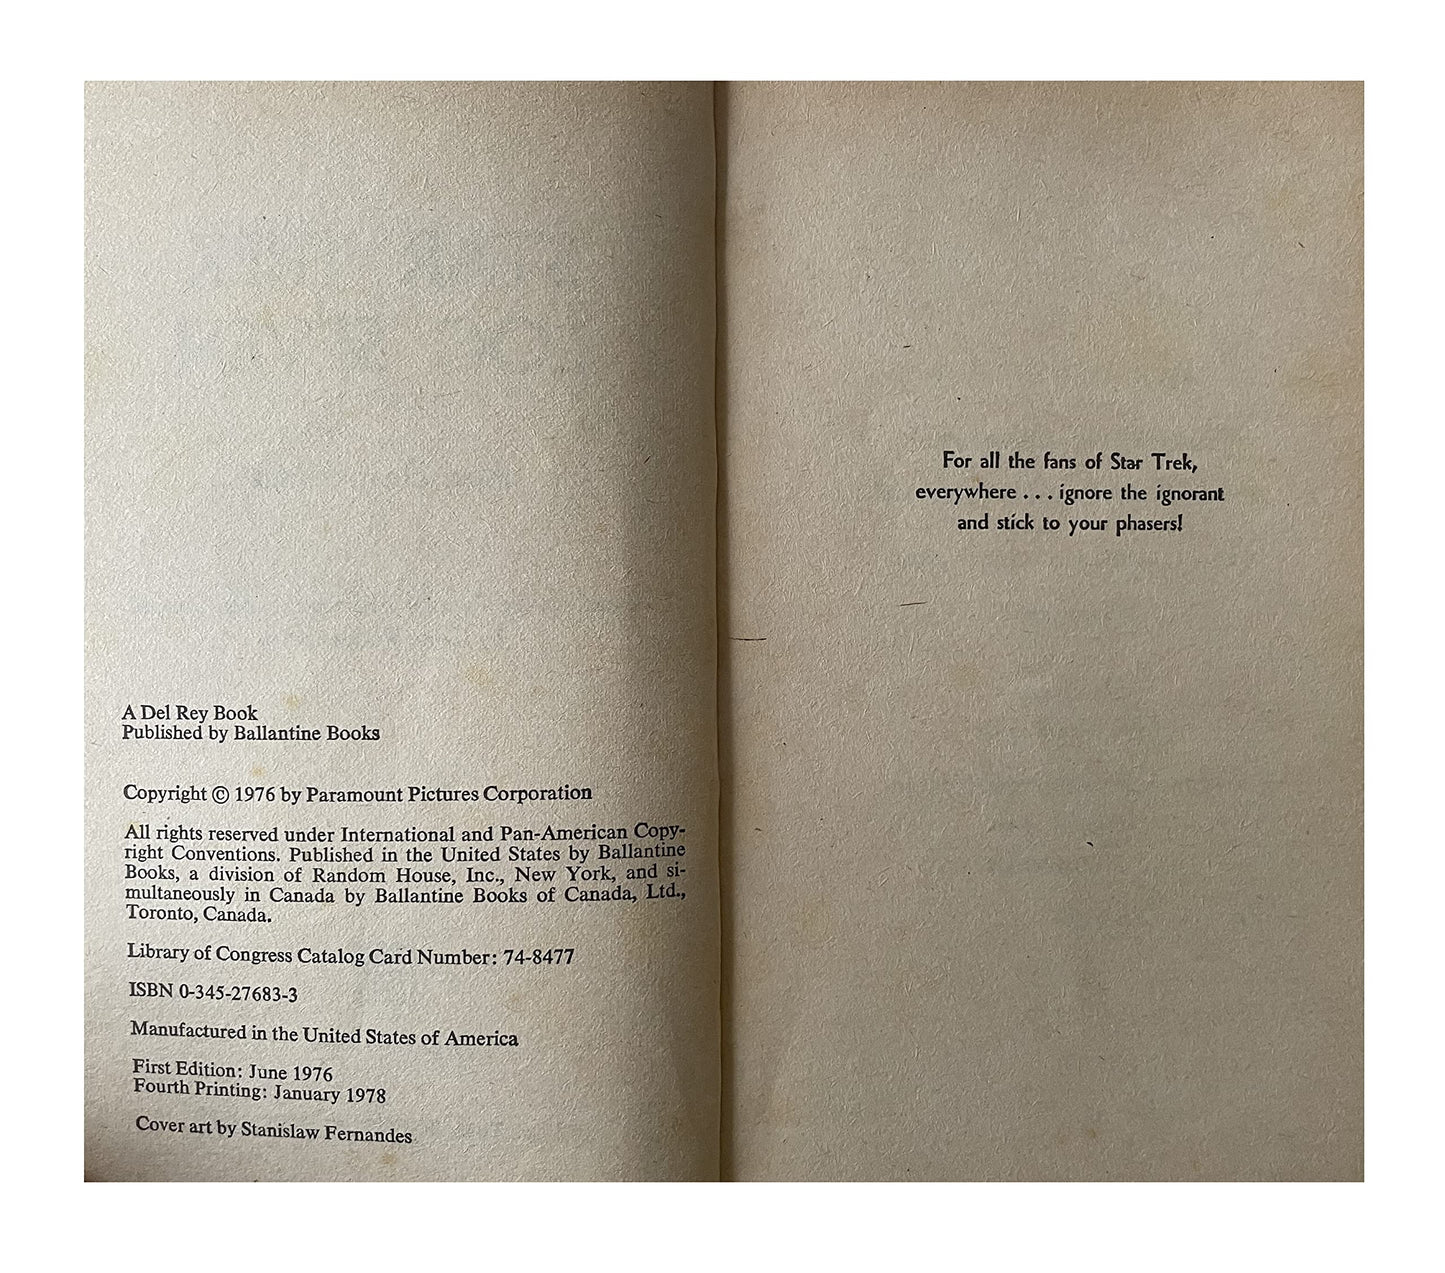 A Del Rey Book
Published by Ballantine Books
Copyright © 1976 by Paramount Pictures Corporation
All rights reserved under International and Pan-American Copy-
right Conventions. Published in the United States by Ballantine
Books, a division of Random House, Inc., New York, and si-
multaneously in Canada by Ballantine Books of Canada, Ltd.,
Toronto, Canada.
Library of Congress Catalog Card Number: 74-8477
ISBN 0-345-27683-3
Manufactured in the United States of America
First Edition: June 1976
Fourth Printing: January 1978
Cover art by Stanislaw Fernandes
For all the fans of Star Trek,
everywhere . . . ignore the ignorant
and stick to your phasers!